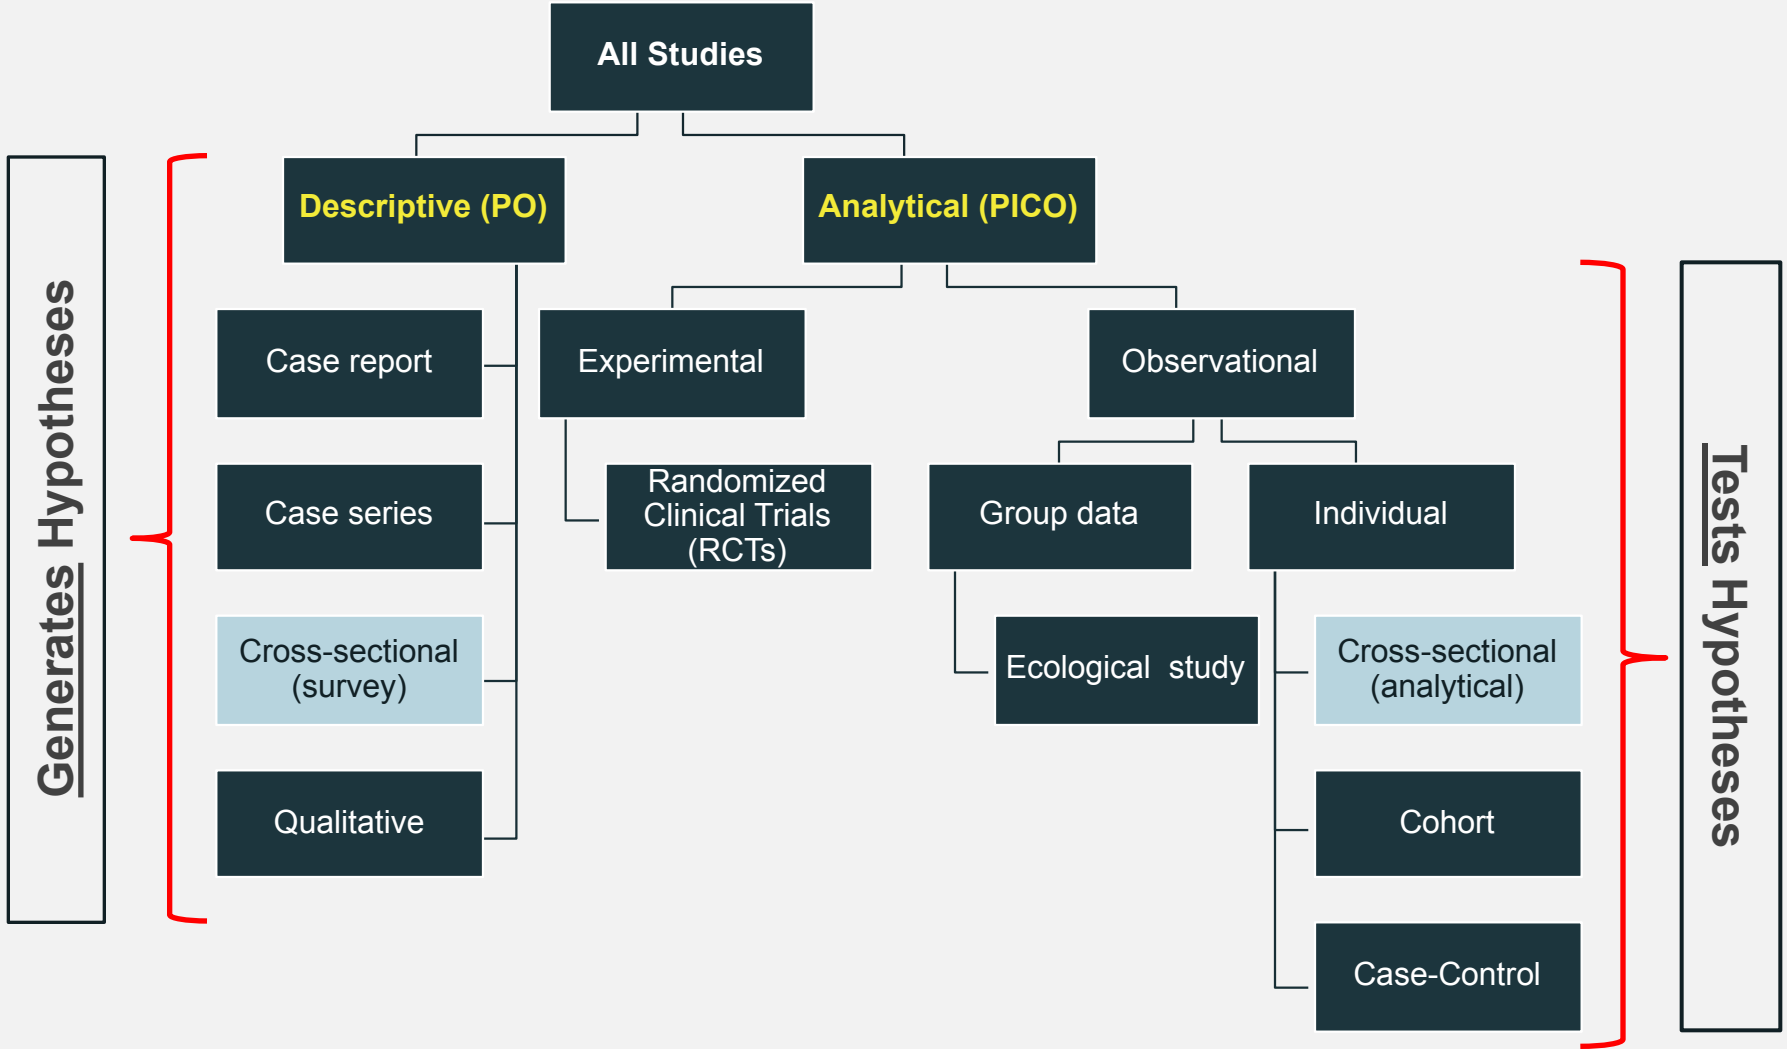 All Studies
Descriptive (PO)
Analytical (PICO)
Generates Hypotheses
Case report
Experimental
Observational
Case series
Randomized
Clinical Trials
(RCTs)
Group data
Individual
Cross-sectional
(survey)
Ecological study
Cross-sectional
(analytical)
Qualitative
Cohort
Case-Control
Tests Hypotheses